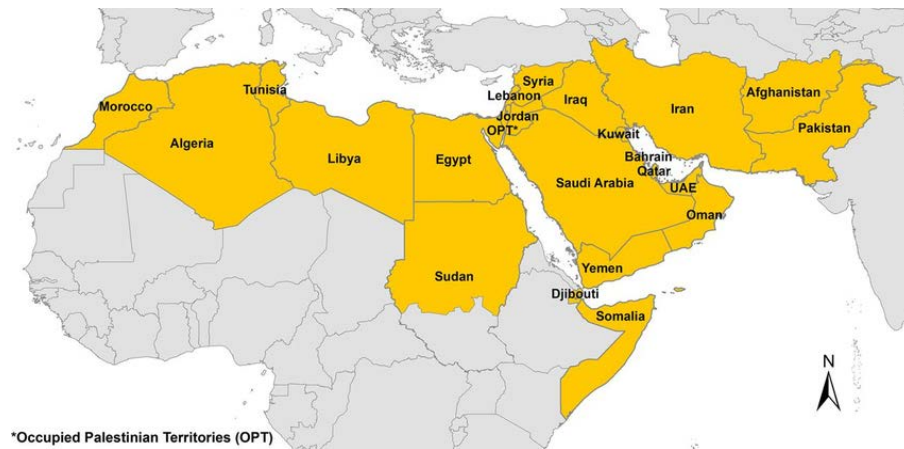 Morocco
Tunisia
Algeria
Libya
Egypt
Sudan
Syria
Lebanon
Jordan
OPT*
Iraq
Iran
Afghanistan
Pakistan
Kuwait
Bahrain
Qatar
Saudi Arabia
UAE
Oman
Yemen
Djibouti
Somalia
N
*Occupied Palestinian Territories (OPT)